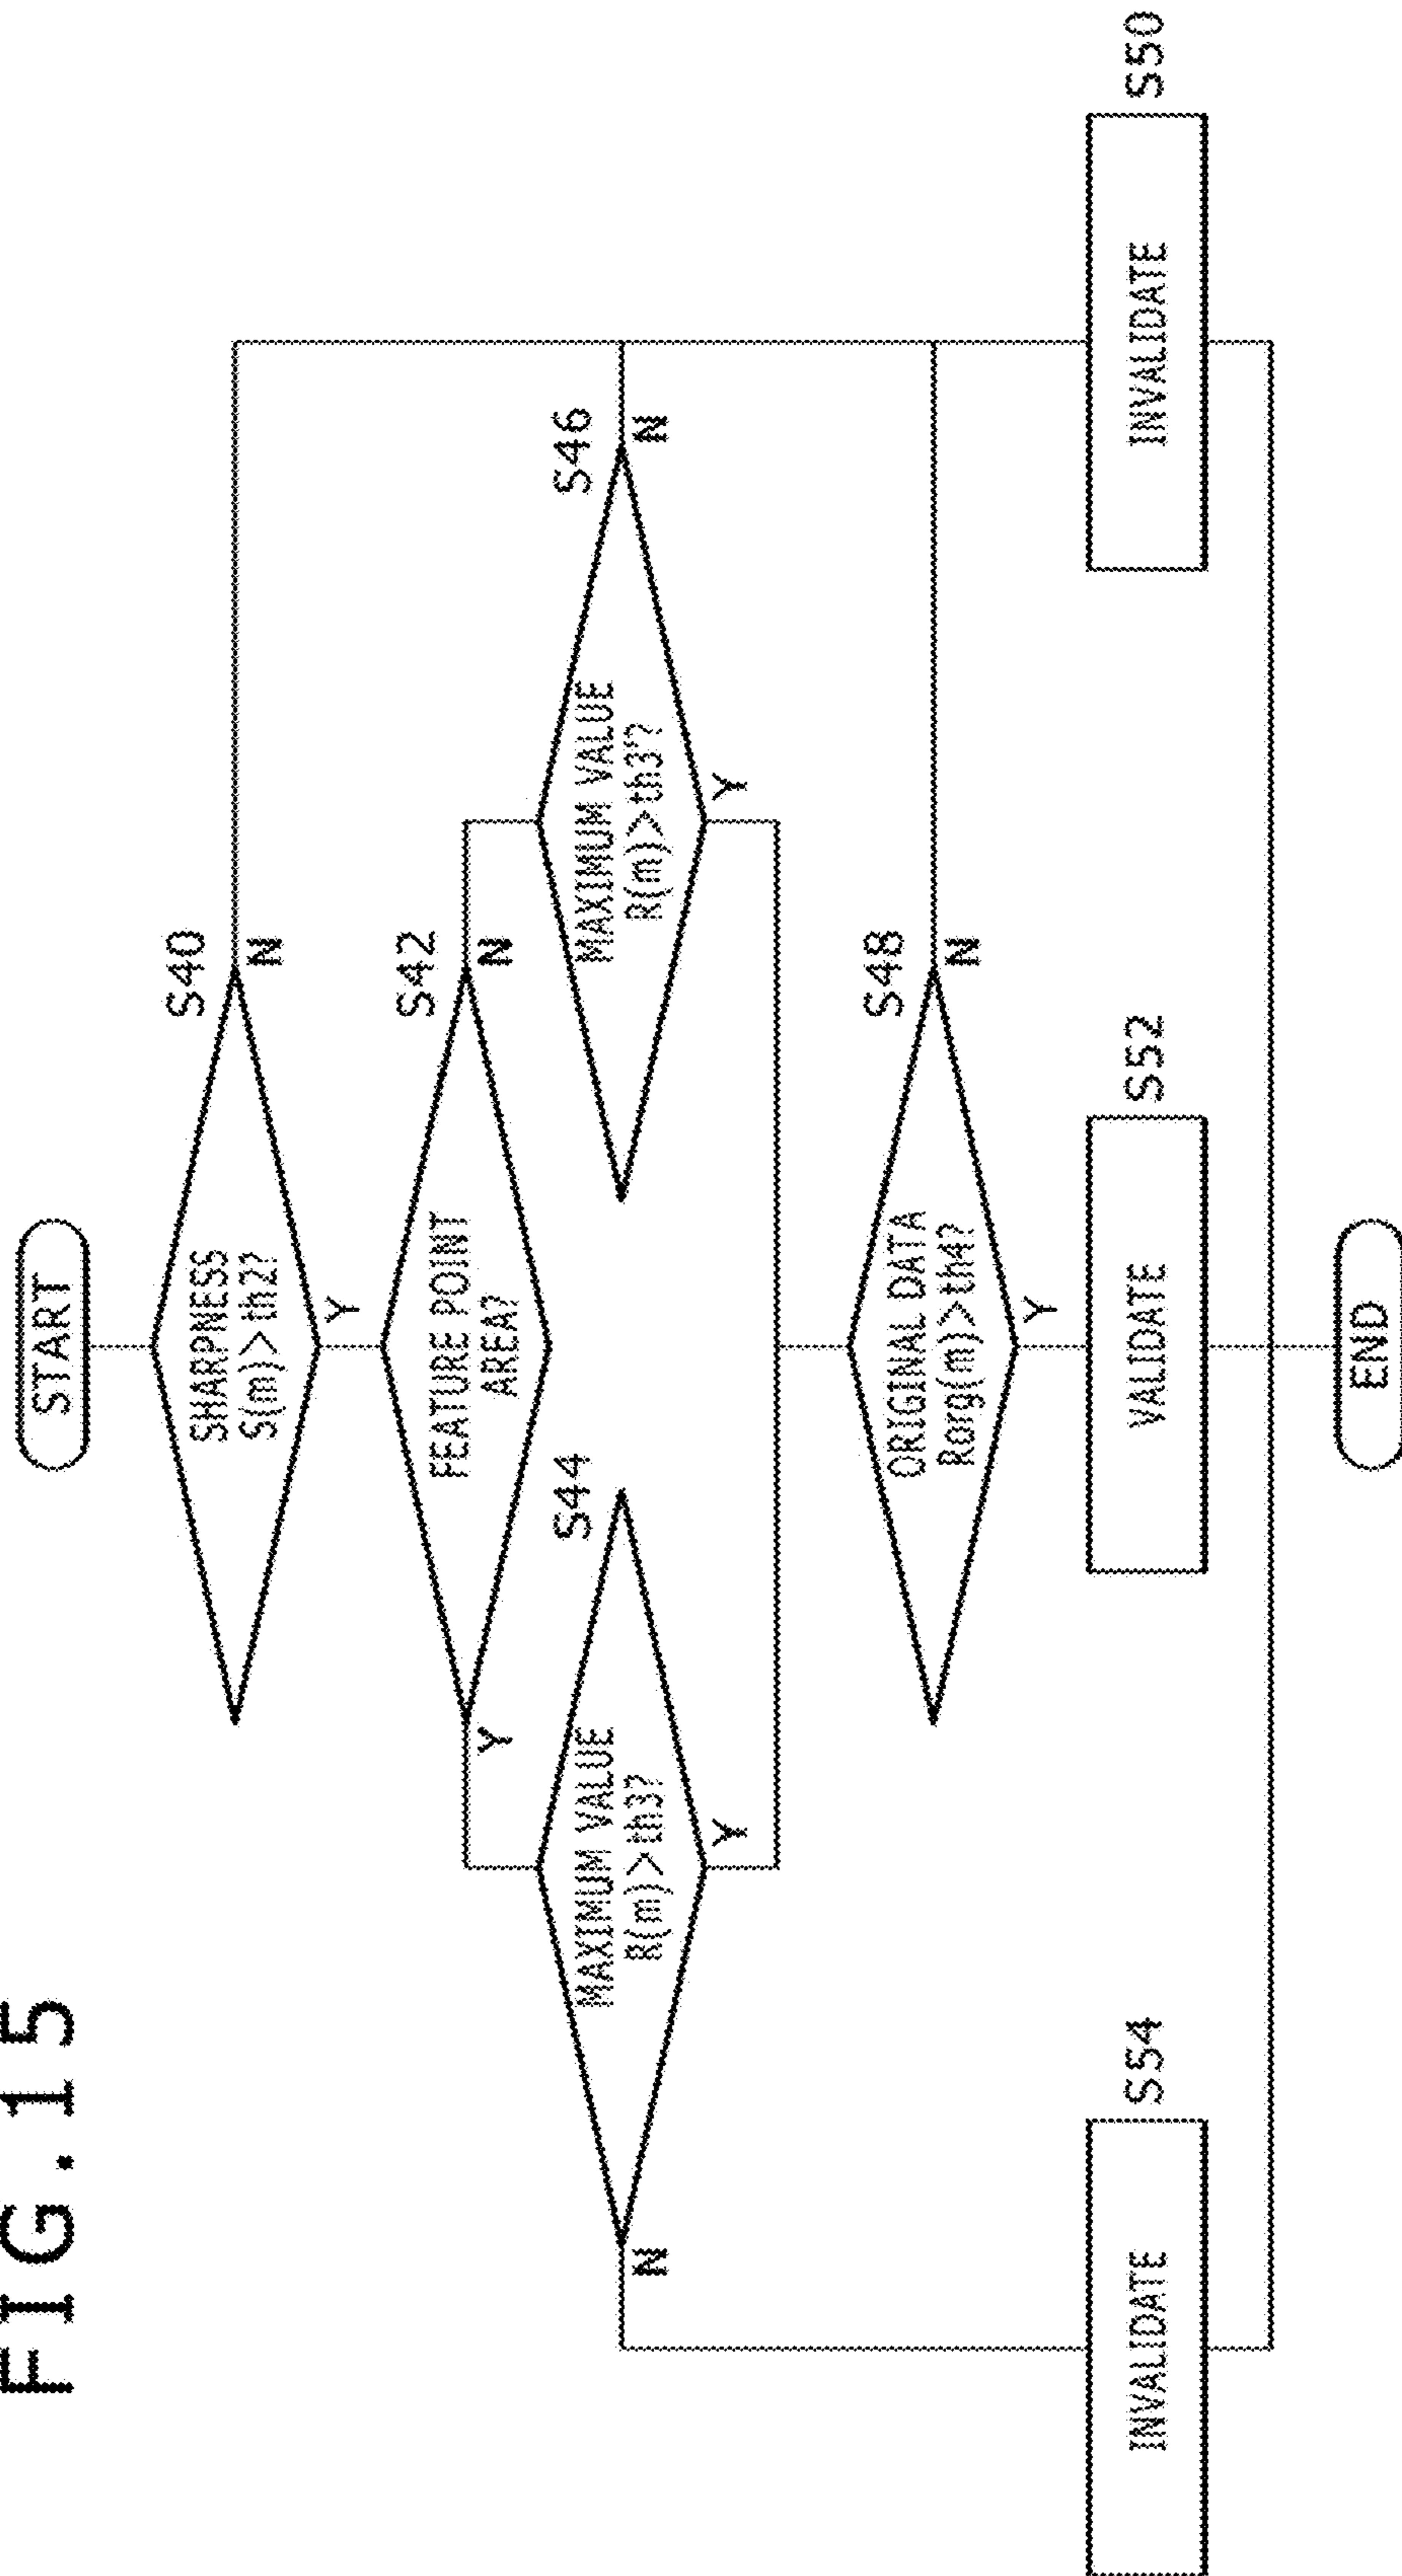 FIG.15
START
S40
SHARPNESS
S(m)>th2?
N
Y
S42
FEATURE POINT
AREA?
Y
N
S44
MAXIMUM VALUE
R(m)>th3?
N
Y
S46
MAXIMUM VALUE
R(m)>th3'?
N
Y
S48
ORIGINAL DATA
Rorg(m)>th4?
N
Y
S54
INVALIDATE
S52
VALIDATE
S50
INVALIDATE
END